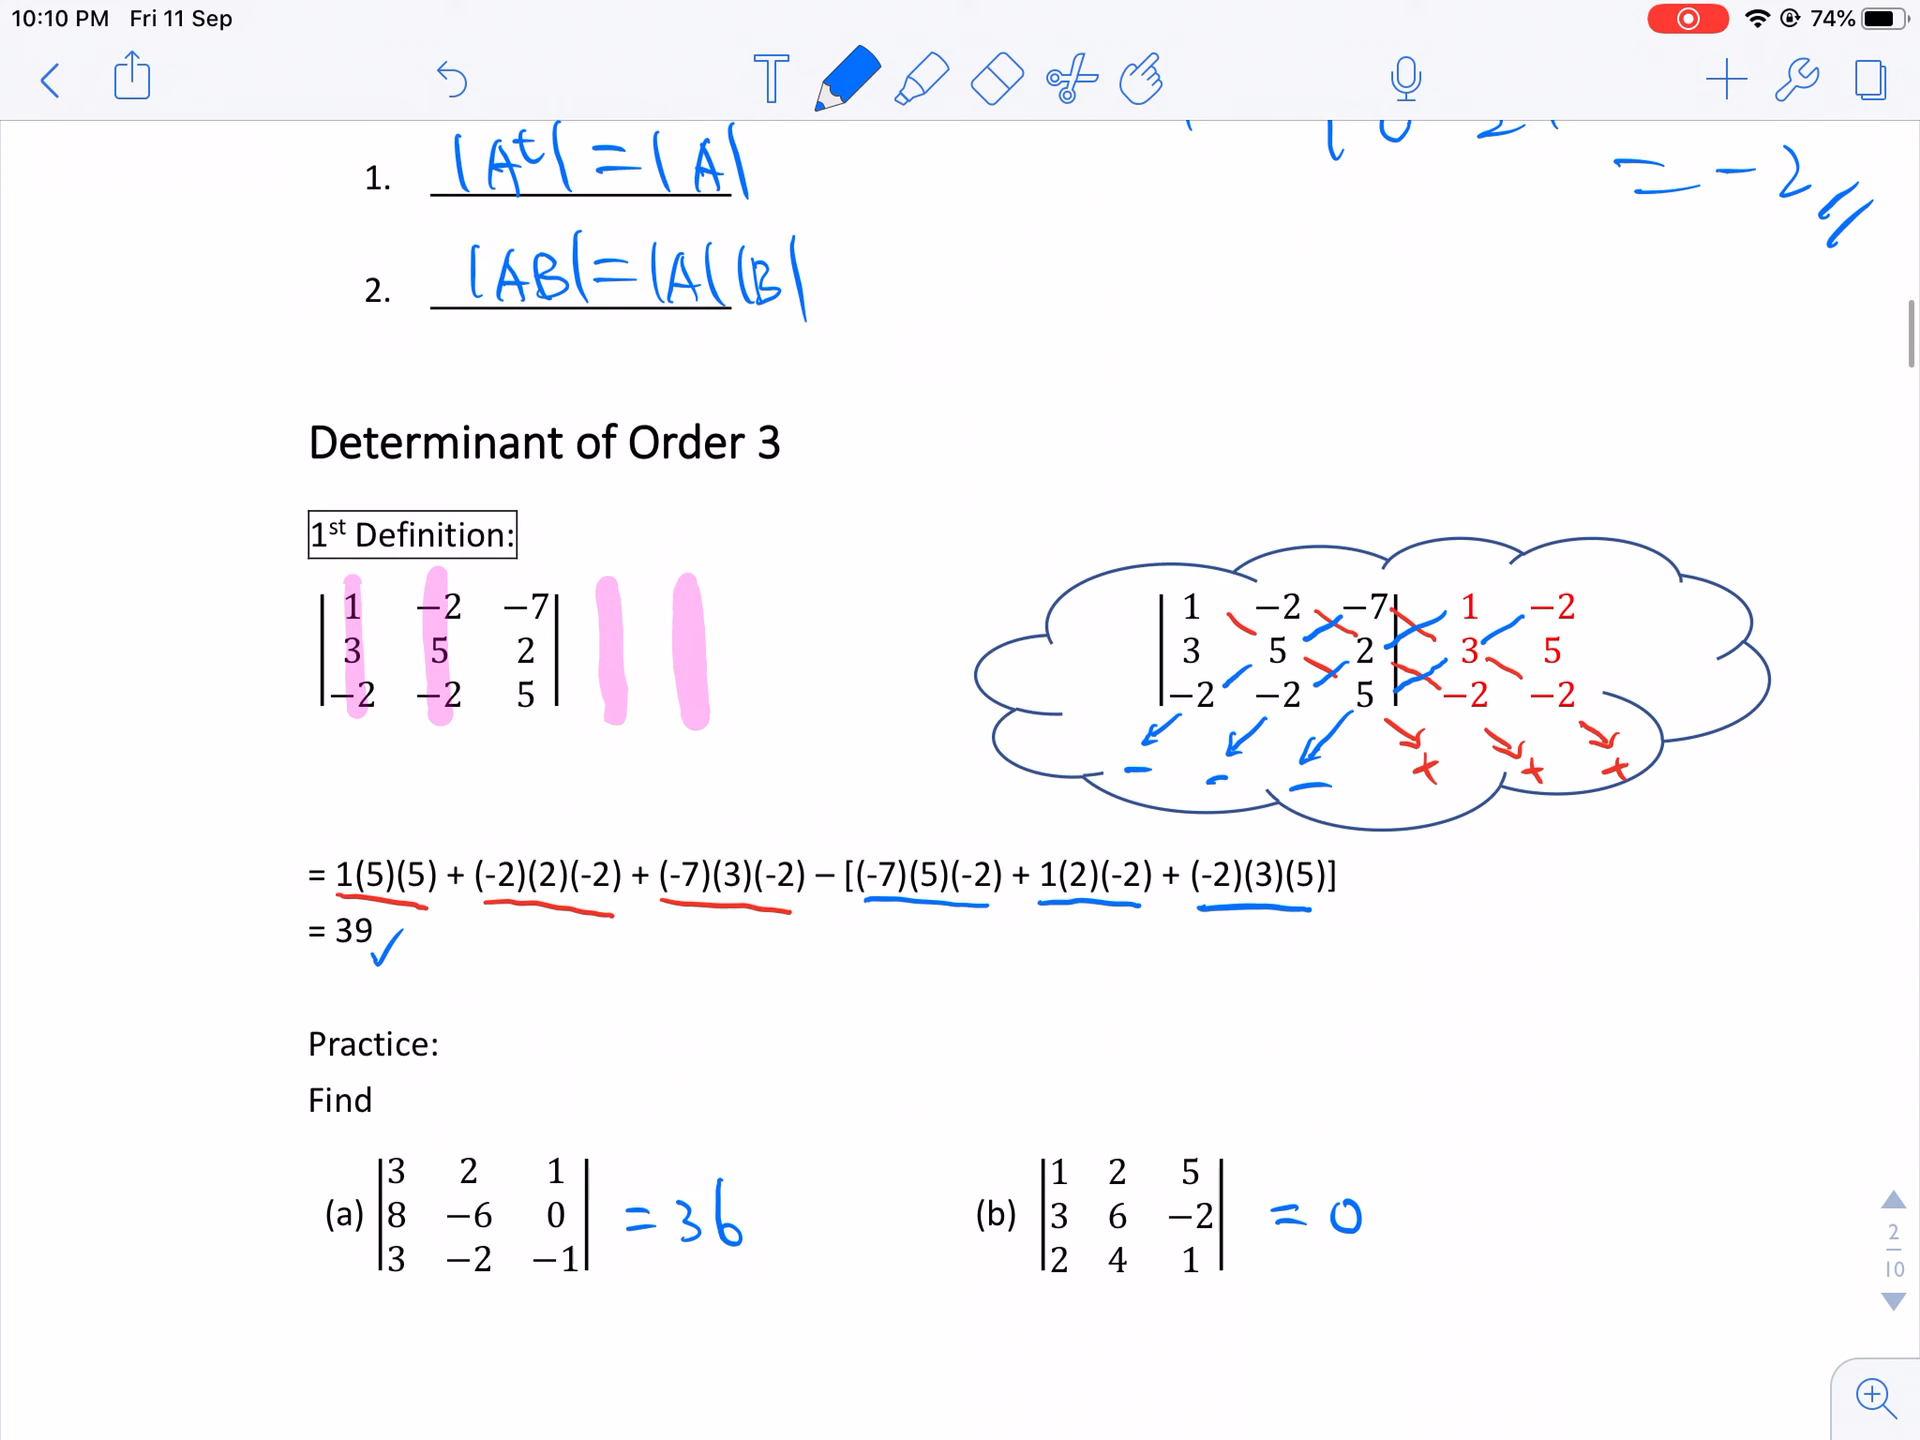 10:10 PM Fri 11 Sep 74%
T
= -2
1. |Aᵗ| = |A|
2. |AB| = |A||B|
Determinant of Order 3
1st Definition:
1 −2 −7
3 5 2
−2 −2 5
1 −2 −7 1 −2
3 5 2 3 5
−2 −2 5 −2 −2
− − − + + +
= 1(5)(5) + (-2)(2)(-2) + (-7)(3)(-2) – [(-7)(5)(-2) + 1(2)(-2) + (-2)(3)(5)]
= 39 ✓
Practice:
Find
(a) |3 2 1|
|8 −6 0| = 36
|3 −2 −1|
(b) |1 2 5|
|3 6 −2| = 0
|2 4 1|
2
10